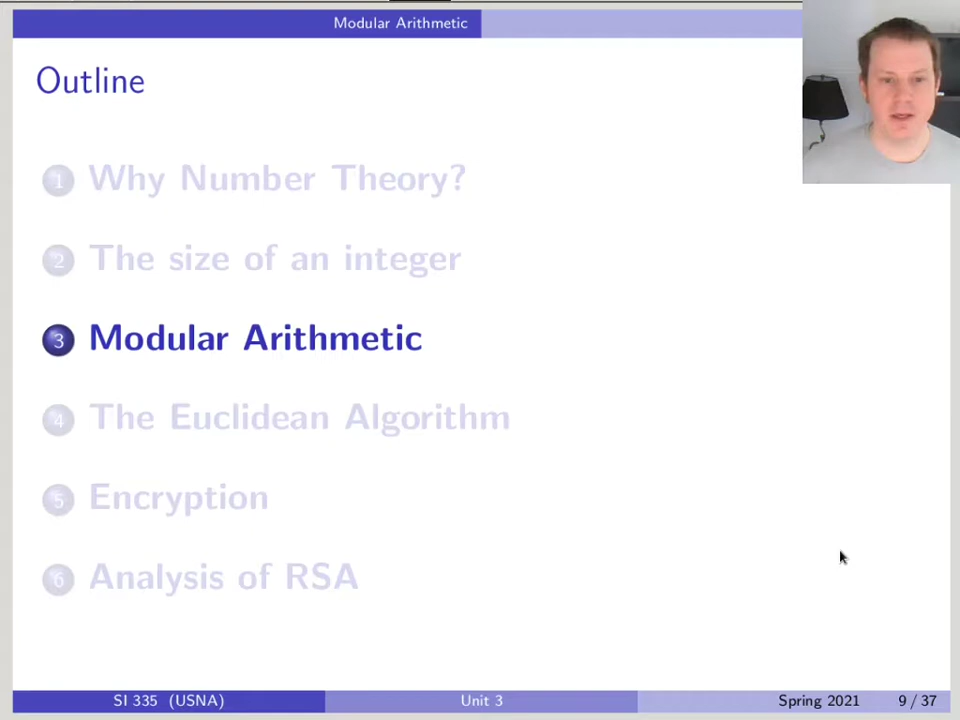 Modular Arithmetic
Outline
1 Why Number Theory?
2 The size of an integer
3 Modular Arithmetic
4 The Euclidean Algorithm
5 Encryption
6 Analysis of RSA
SI 335 (USNA) Unit 3 Spring 2021 9 / 37